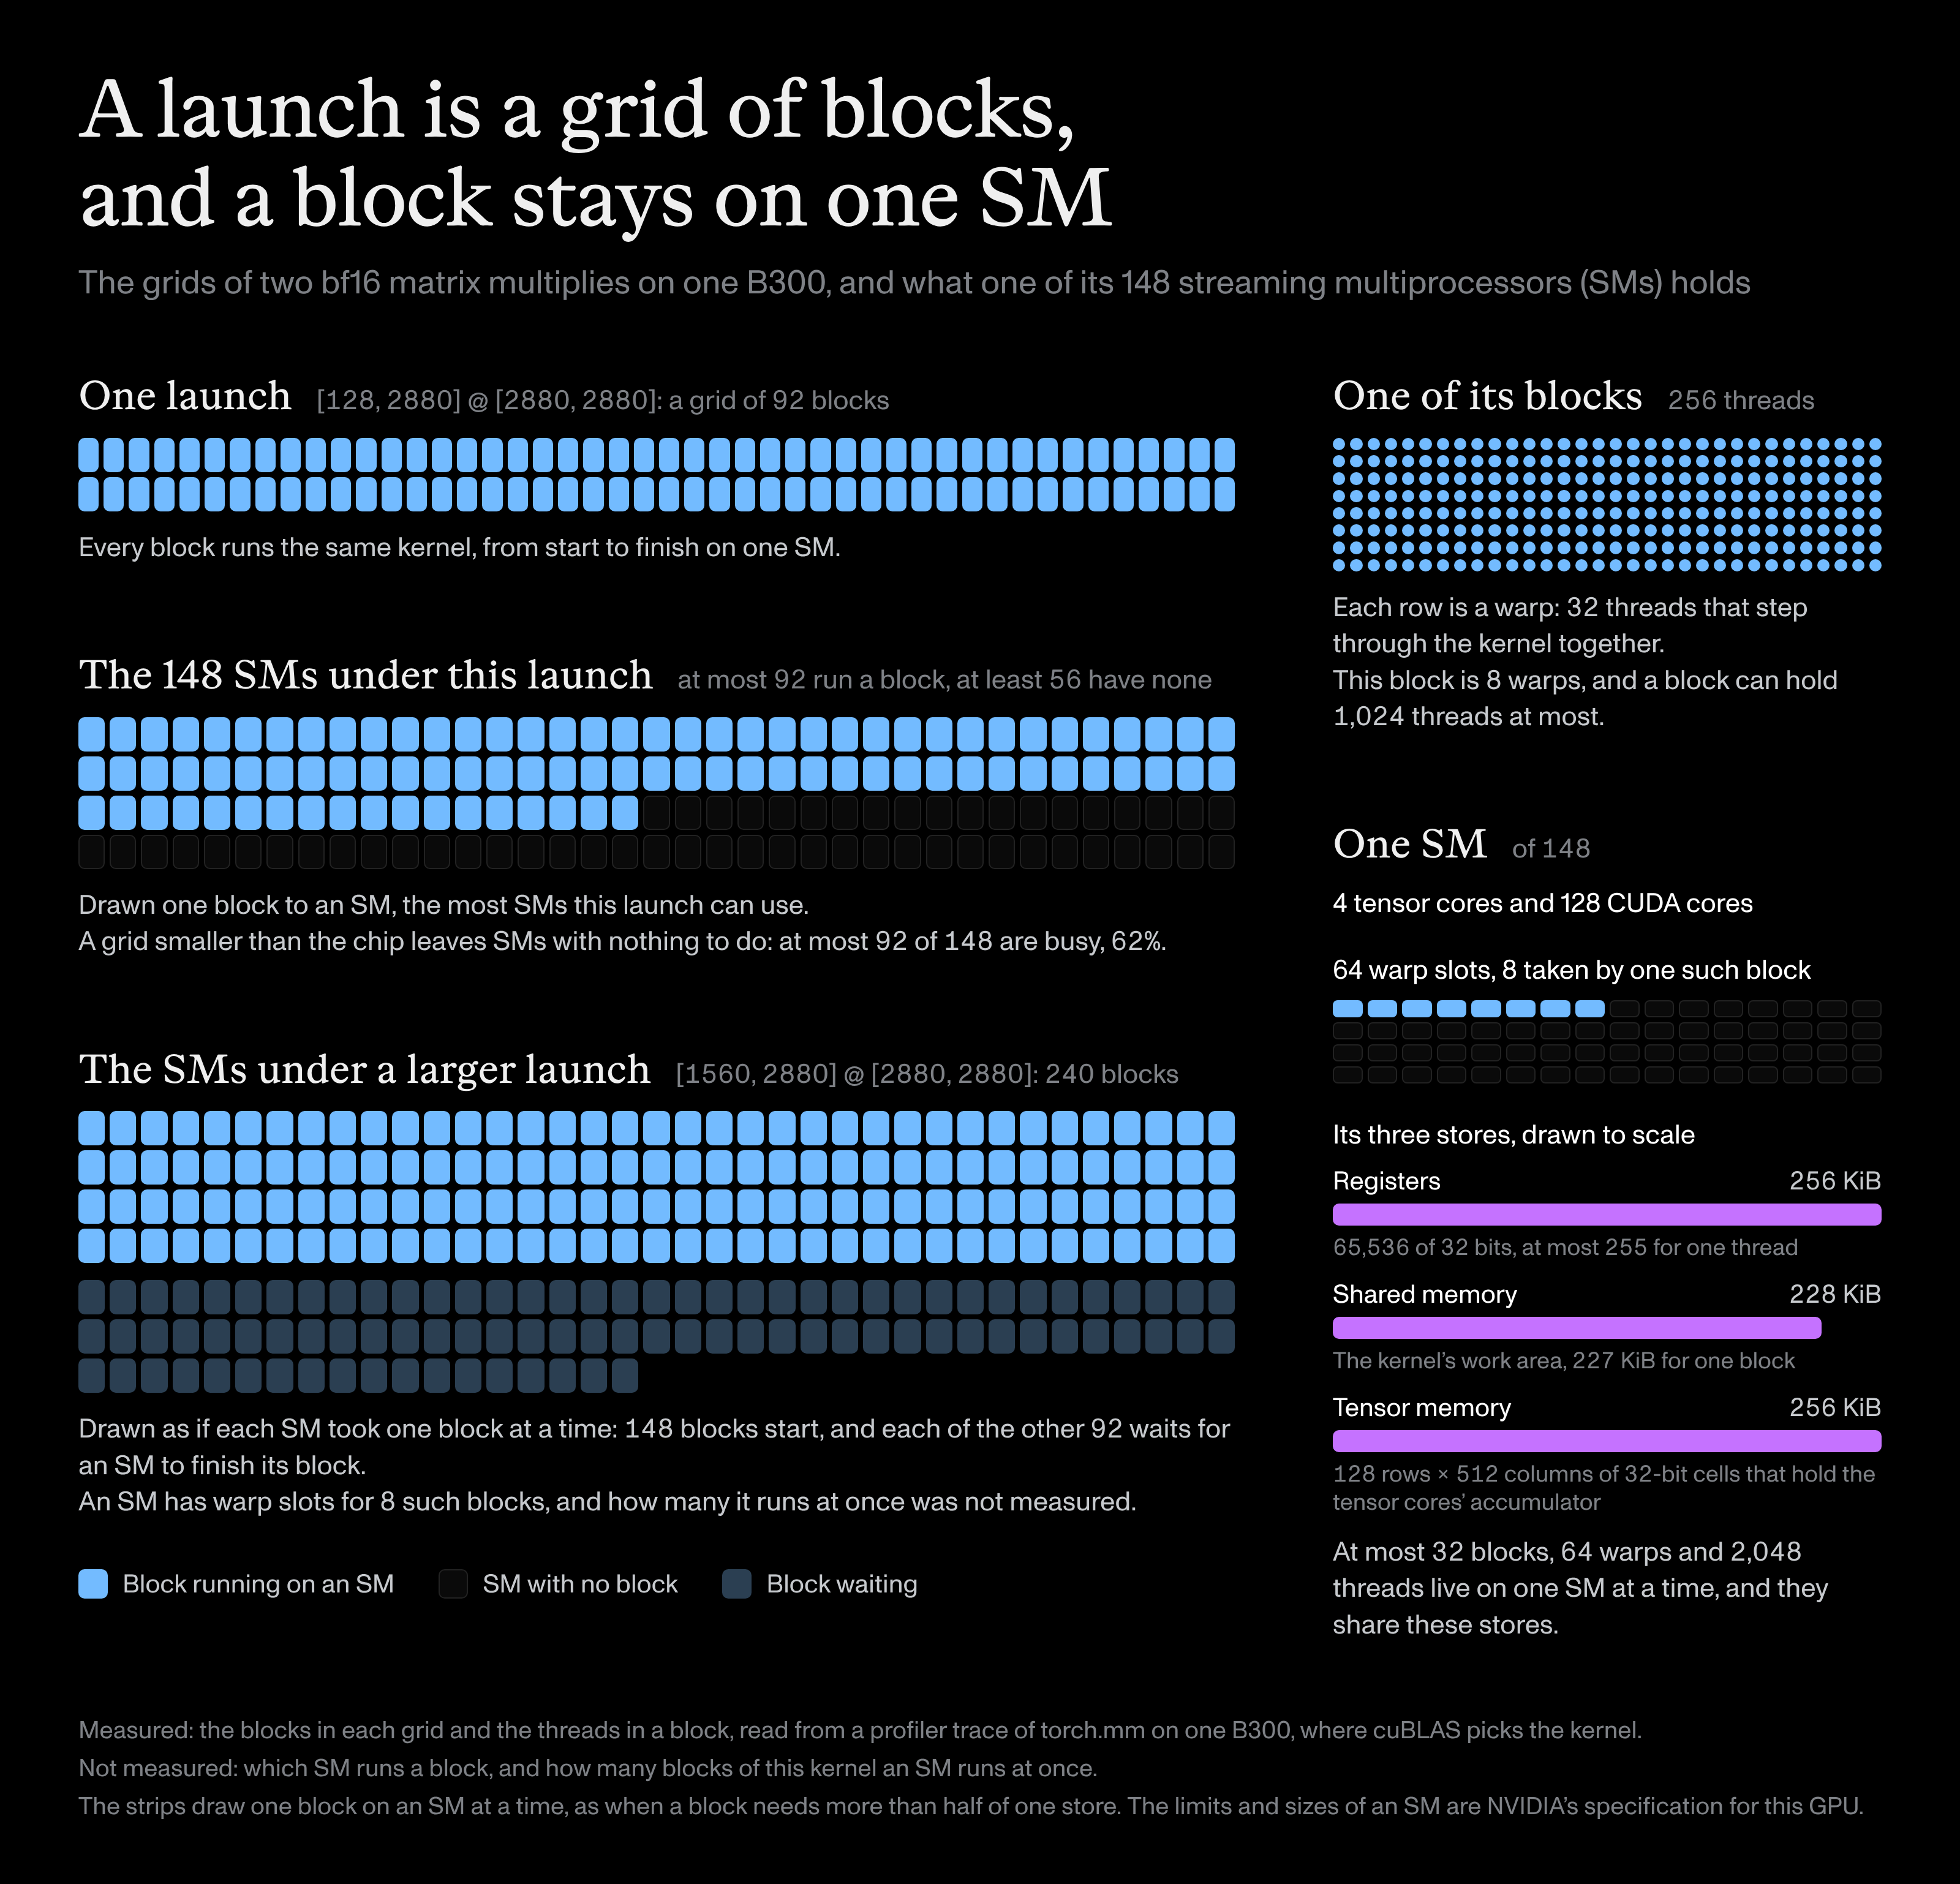 A launch is a grid of blocks,
and a block stays on one SM
The grids of two bf16 matrix multiplies on one B300, and what one of its 148 streaming multiprocessors (SMs) holds
One launch [128, 2880] @ [2880, 2880]: a grid of 92 blocks
Every block runs the same kernel, from start to finish on one SM.
The 148 SMs under this launch at most 92 run a block, at least 56 have none
Drawn one block to an SM, the most SMs this launch can use.
A grid smaller than the chip leaves SMs with nothing to do: at most 92 of 148 are busy, 62%.
The SMs under a larger launch [1560, 2880] @ [2880, 2880]: 240 blocks
Drawn as if each SM took one block at a time: 148 blocks start, and each of the other 92 waits for
an SM to finish its block.
An SM has warp slots for 8 such blocks, and how many it runs at once was not measured.
Block running on an SM
SM with no block
Block waiting
One of its blocks 256 threads
Each row is a warp: 32 threads that step
through the kernel together.
This block is 8 warps, and a block can hold
1,024 threads at most.
One SM of 148
4 tensor cores and 128 CUDA cores
64 warp slots, 8 taken by one such block
Its three stores, drawn to scale
Registers 256 KiB
65,536 of 32 bits, at most 255 for one thread
Shared memory 228 KiB
The kernel’s work area, 227 KiB for one block
Tensor memory 256 KiB
128 rows × 512 columns of 32-bit cells that hold the
tensor cores’ accumulator
At most 32 blocks, 64 warps and 2,048
threads live on one SM at a time, and they
share these stores.
Measured: the blocks in each grid and the threads in a block, read from a profiler trace of torch.mm on one B300, where cuBLAS picks the kernel.
Not measured: which SM runs a block, and how many blocks of this kernel an SM runs at once.
The strips draw one block on an SM at a time, as when a block needs more than half of one store. The limits and sizes of an SM are NVIDIA’s specification for this GPU.